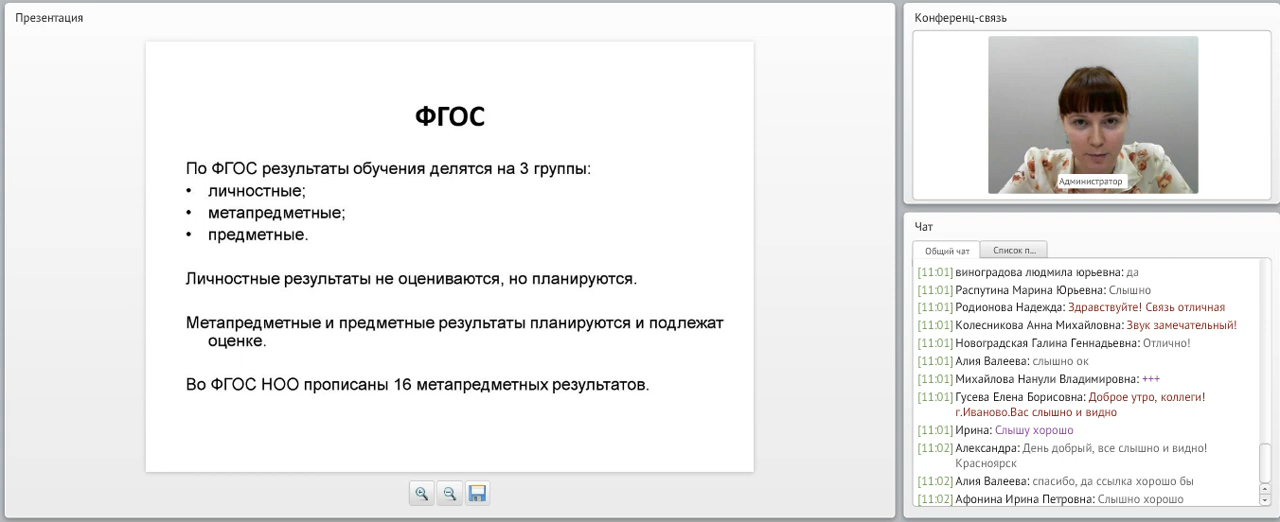 Презентация
ФГОС
По ФГОС результаты обучения делятся на 3 группы:
• личностные;
• метапредметные;
• предметные.
Личностные результаты не оцениваются, но планируются.
Метапредметные и предметные результаты планируются и подлежат
оценке.
Во ФГОС НОО прописаны 16 метапредметных результатов.
Конференц-связь
Администратор
Чат
Общий чат
Список п...
[11:01] виноградова людмила юрьевна: да
[11:01] Распутина Марина Юрьевна: Слышно
[11:01] Родионова Надежда: Здравствуйте! Связь отличная
[11:01] Колесникова Анна Михайловна: Звук замечательный!
[11:01] Новоградская Галина Геннадьевна: Отлично!
[11:01] Алия Валеева: слышно ок
[11:01] Михайлова Нанули Владимировна: +++
[11:01] Гусева Елена Борисовна: Доброе утро, коллеги!
г.Иваново.Вас слышно и видно
[11:01] Ирина: Слышу хорошо
[11:02] Александра: День добрый, все слышно и видно!
Красноярск
[11:02] Алия Валеева: спасибо, да ссылка хорошо бы
[11:02] Афонина Ирина Петровна: Слышно хорошо